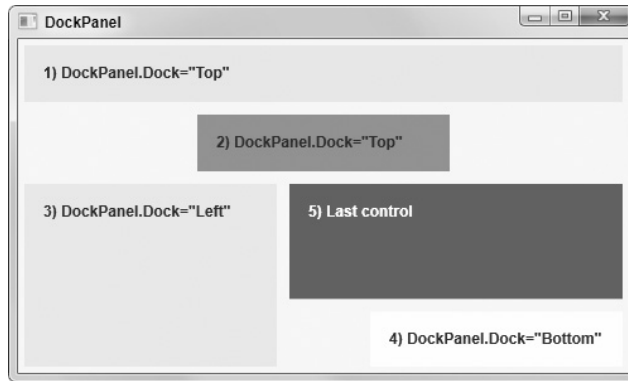 DockPanel
1) DockPanel.Dock="Top"
2) DockPanel.Dock="Top"
3) DockPanel.Dock="Left"
5) Last control
4) DockPanel.Dock="Bottom"